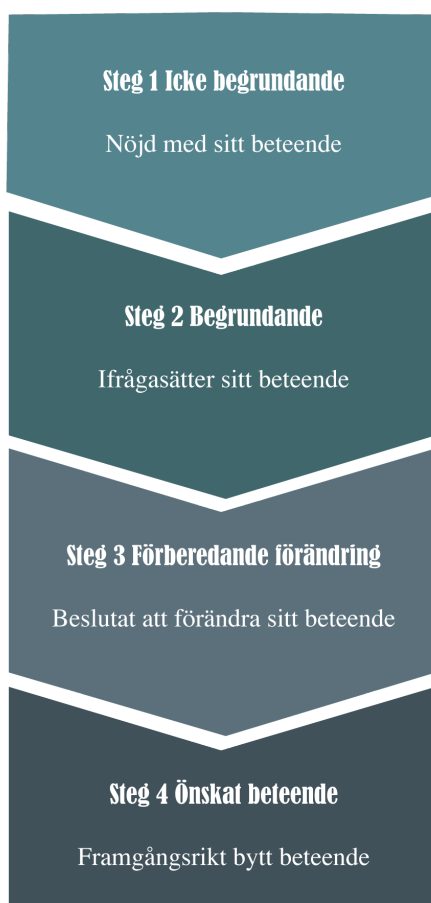 Steg 1 Icke begrundande
Nöjd med sitt beteende
Steg 2 Begrundande
Ifrågasätter sitt beteende
Steg 3 Förberedande förändring
Beslutat att förändra sitt beteende
Steg 4 Önskat beteende
Framgångsrikt bytt beteende